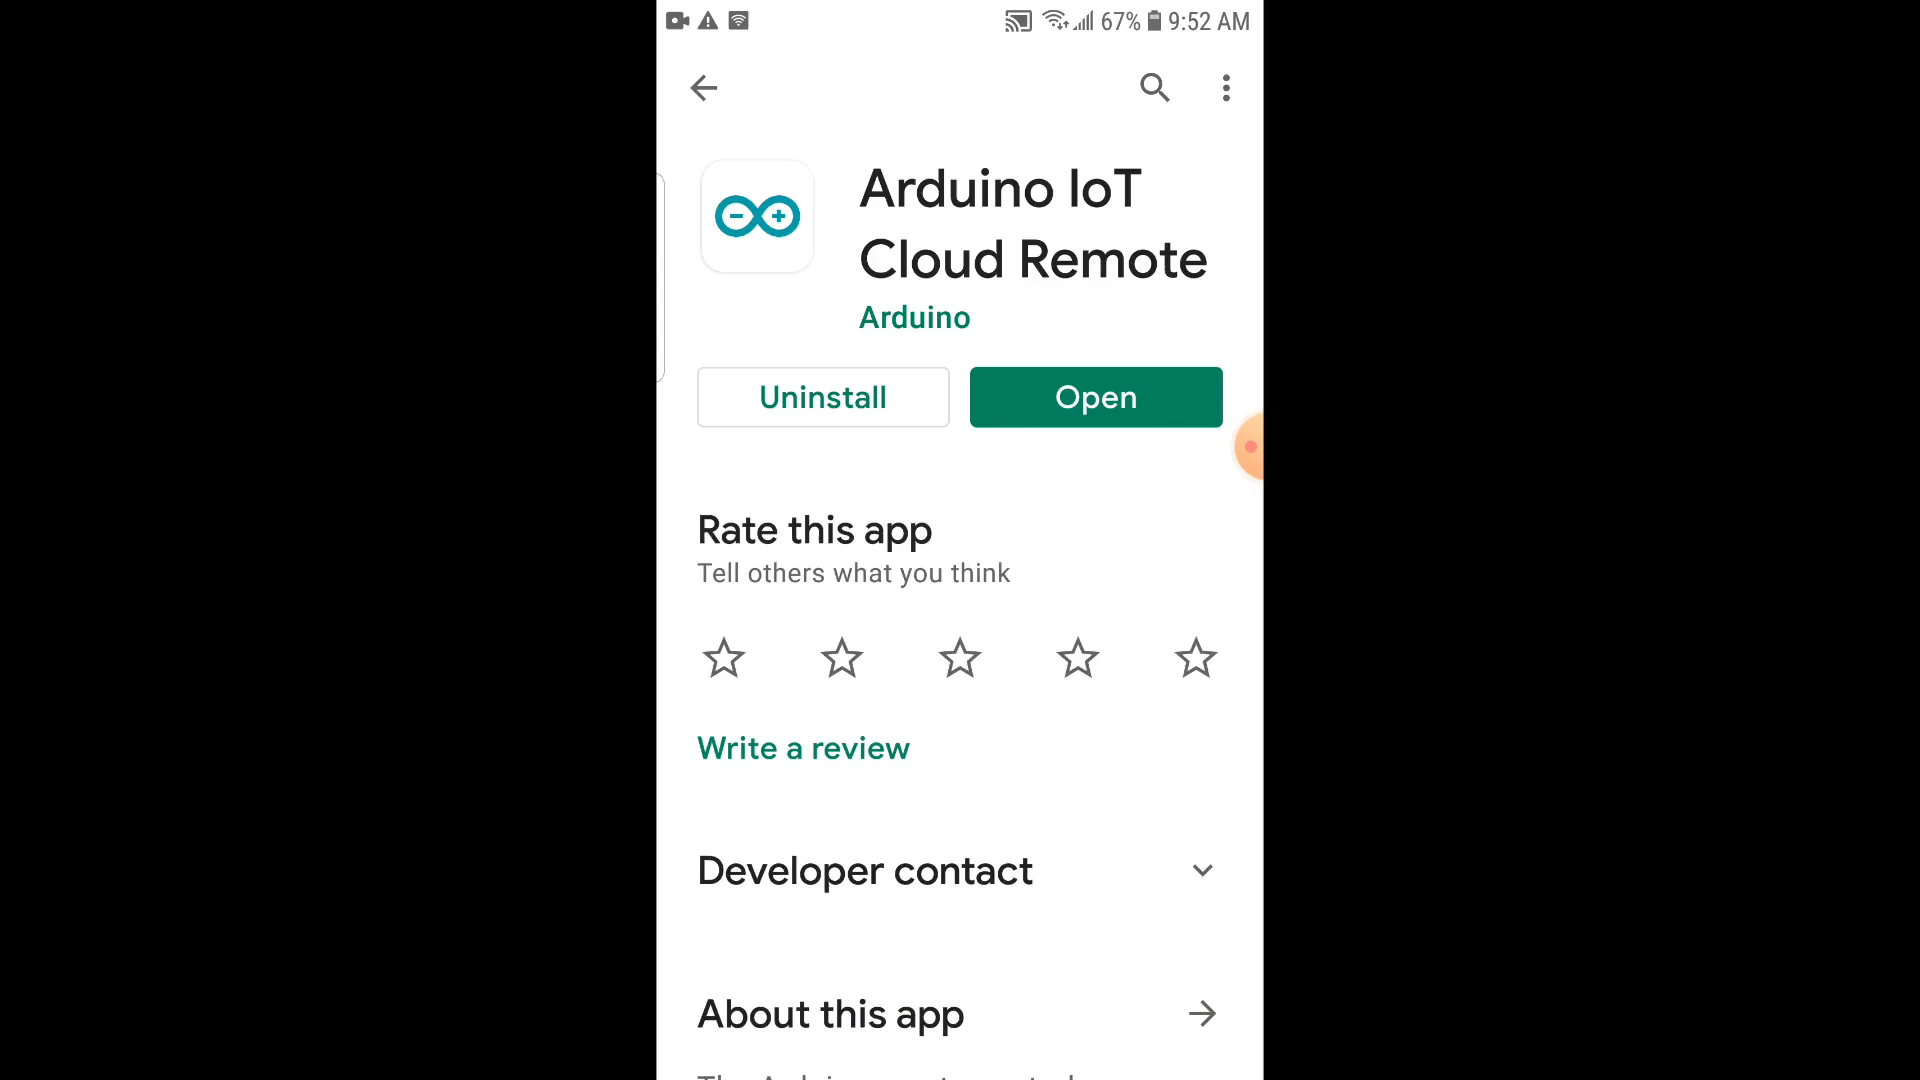 67% 9:52 AM
Arduino IoT
Cloud Remote
Arduino
Uninstall
Open
Rate this app
Tell others what you think
Write a review
Developer contact
About this app